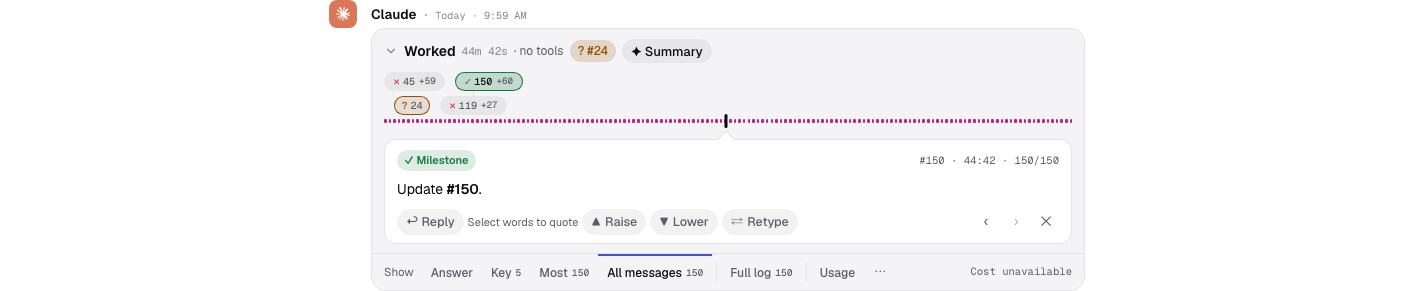 Claude · Today · 9:59 AM
Worked 44m 42s · no tools ? #24 ✦ Summary
× 45 +59 ✓ 150 +60
? 24 × 119 +27
✓ Milestone #150 · 44:42 · 150/150
Update #150.
↩ Reply Select words to quote ▲ Raise ▼ Lower ⇄ Retype ‹ › ×
Show Answer Key 5 Most 150 All messages 150 Full log 150 Usage ··· Cost unavailable